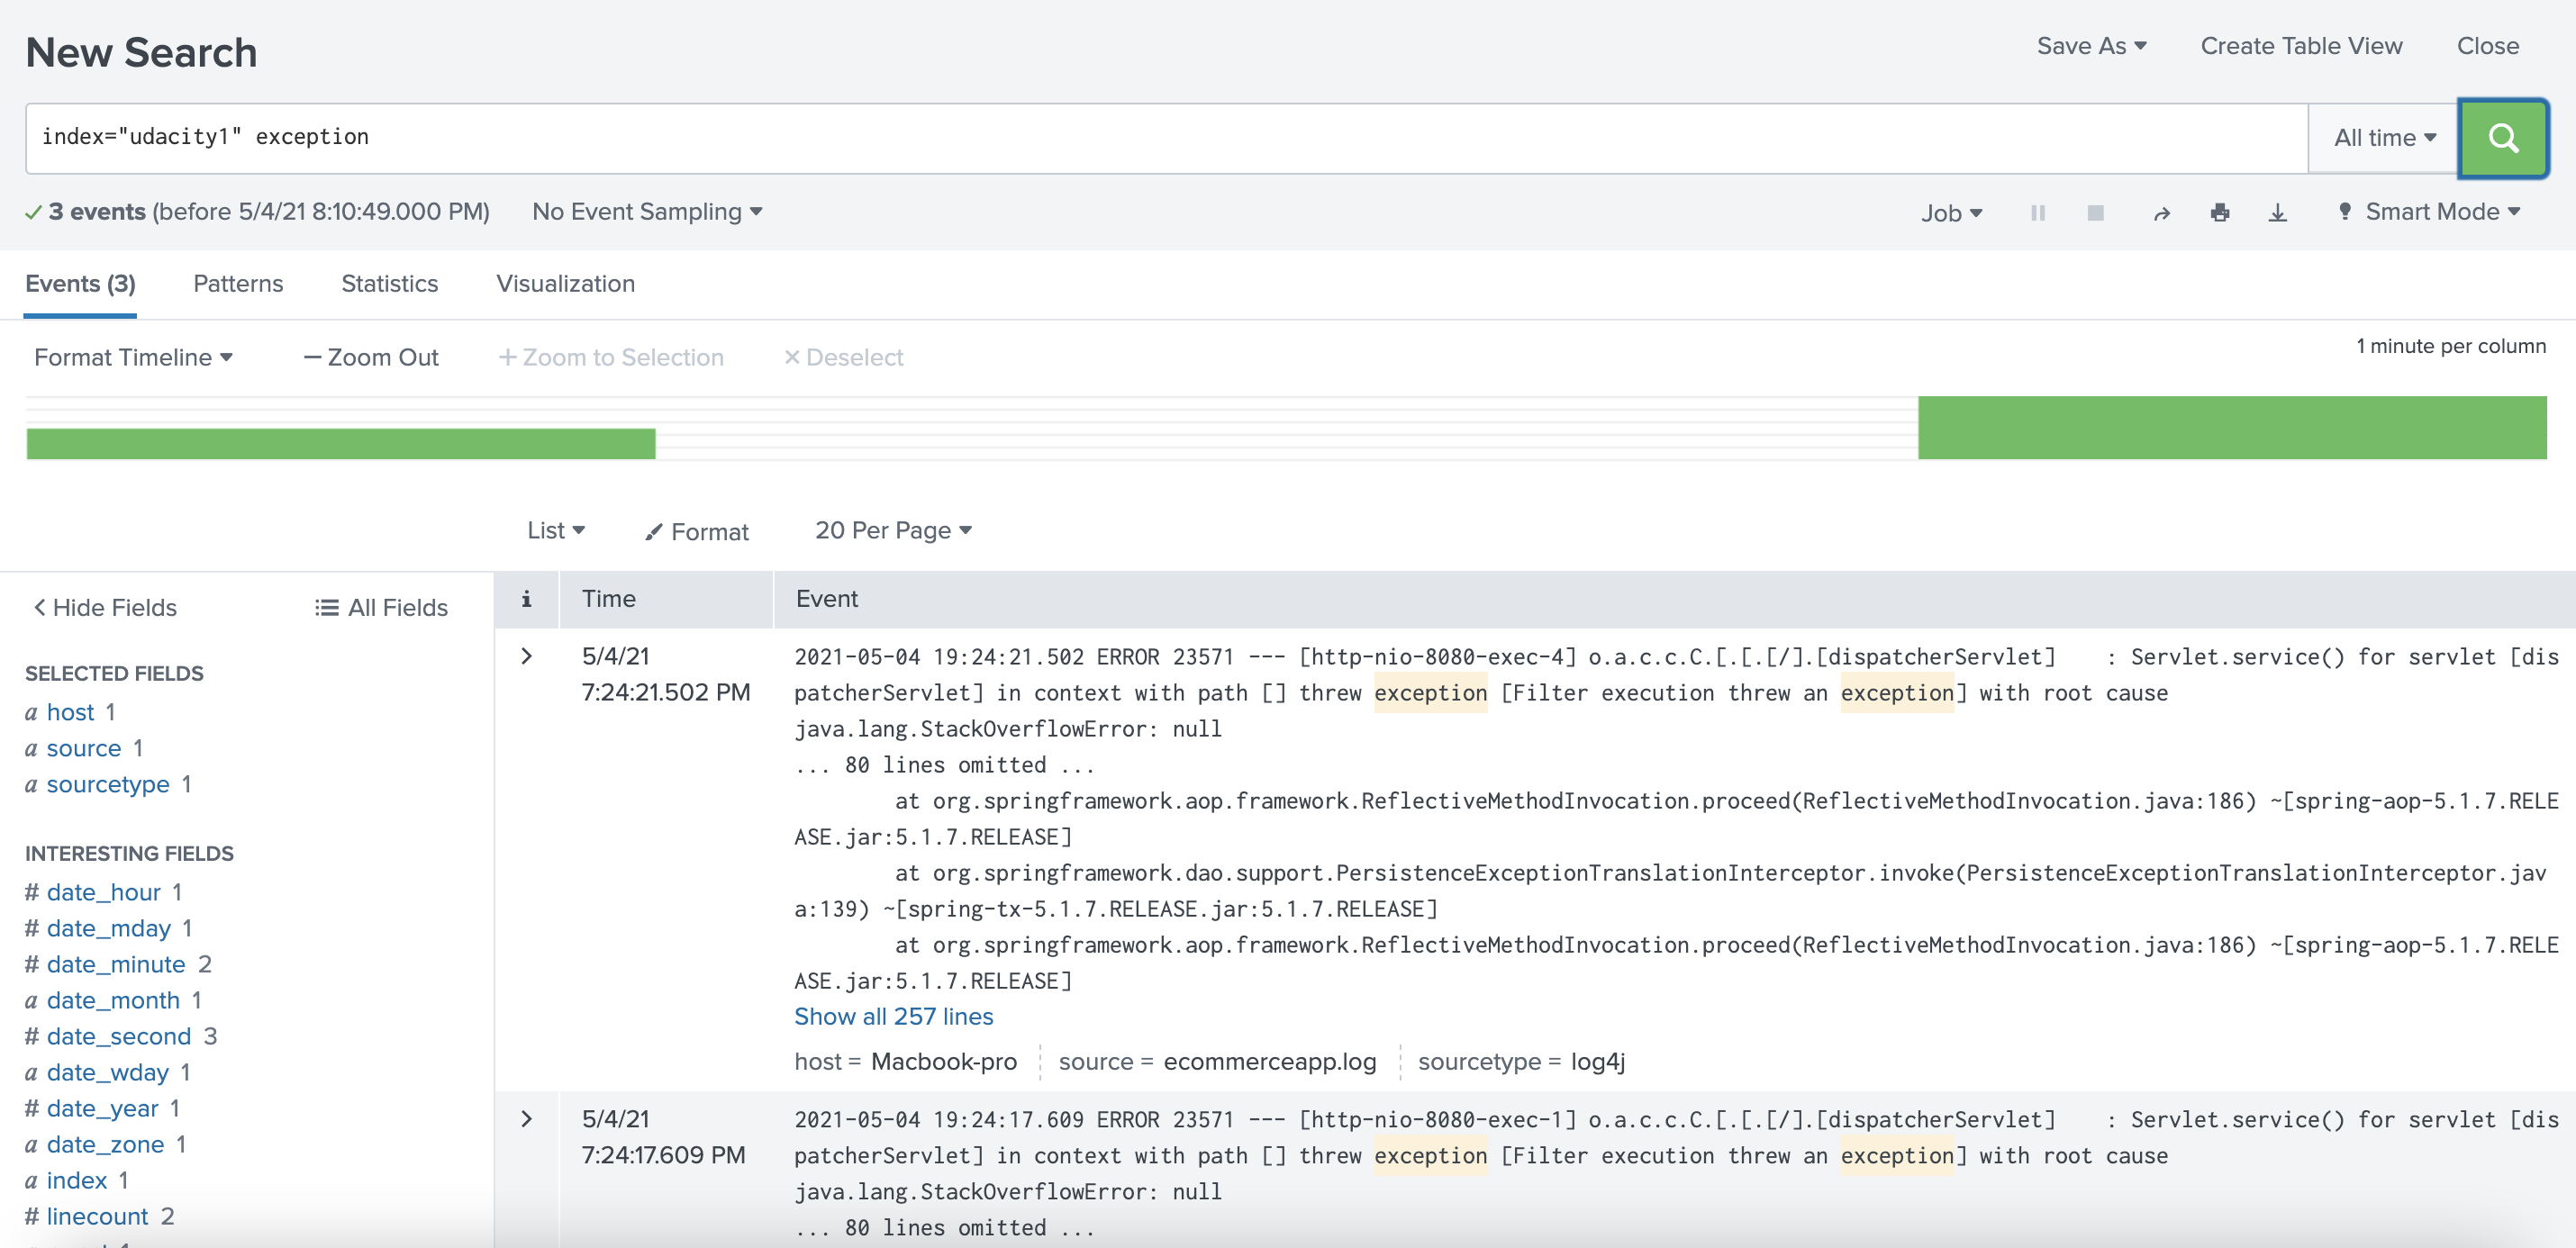 New Search
Save As
Create Table View
Close
index="udacity1" exception
All time
3 events (before 5/4/21 8:10:49.000 PM)
No Event Sampling
Job
Smart Mode
Events (3)
Patterns
Statistics
Visualization
Format Timeline
— Zoom Out
+ Zoom to Selection
× Deselect
1 minute per column
List
Format
20 Per Page
< Hide Fields
All Fields
SELECTED FIELDS
a host 1
a source 1
a sourcetype 1
INTERESTING FIELDS
# date_hour 1
# date_mday 1
# date_minute 2
a date_month 1
# date_second 3
a date_wday 1
# date_year 1
a date_zone 1
a index 1
# linecount 2
i
Time
Event
5/4/21
7:24:21.502 PM
2021-05-04 19:24:21.502 ERROR 23571 --- [http-nio-8080-exec-4] o.a.c.c.C.[.[.[/].[dispatcherServlet]    : Servlet.service() for servlet [dis
patcherServlet] in context with path [] threw exception [Filter execution threw an exception] with root cause
java.lang.StackOverflowError: null
... 80 lines omitted ...
at org.springframework.aop.framework.ReflectiveMethodInvocation.proceed(ReflectiveMethodInvocation.java:186) ~[spring-aop-5.1.7.RELE
ASE.jar:5.1.7.RELEASE]
at org.springframework.dao.support.PersistenceExceptionTranslationInterceptor.invoke(PersistenceExceptionTranslationInterceptor.jav
a:139) ~[spring-tx-5.1.7.RELEASE.jar:5.1.7.RELEASE]
at org.springframework.aop.framework.ReflectiveMethodInvocation.proceed(ReflectiveMethodInvocation.java:186) ~[spring-aop-5.1.7.RELE
ASE.jar:5.1.7.RELEASE]
Show all 257 lines
host = Macbook-pro
source = ecommerceapp.log
sourcetype = log4j
5/4/21
7:24:17.609 PM
2021-05-04 19:24:17.609 ERROR 23571 --- [http-nio-8080-exec-1] o.a.c.c.C.[.[.[/].[dispatcherServlet]    : Servlet.service() for servlet [dis
patcherServlet] in context with path [] threw exception [Filter execution threw an exception] with root cause
java.lang.StackOverflowError: null
... 80 lines omitted ...